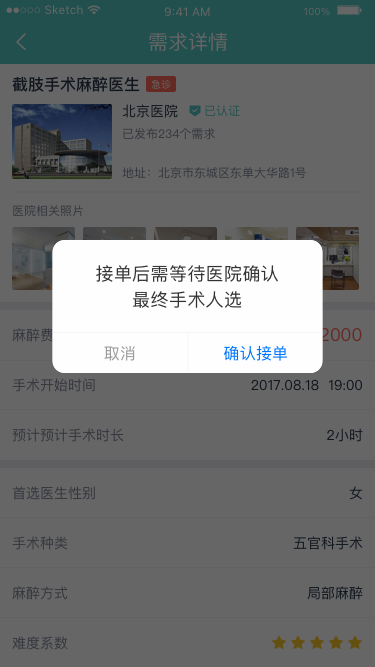 Sketch 9:41 AM 100%
需求详情
截肢手术麻醉医生 急诊
北京医院 已认证
已发布234个需求
地址：北京市东城区东单大华路1号
医院相关照片
接单后需等待医院确认
最终手术人选
取消 确认接单
麻醉费 2000
手术开始时间 2017.08.18 19:00
预计预计手术时长 2小时
首选医生性别 女
手术种类 五官科手术
麻醉方式 局部麻醉
难度系数